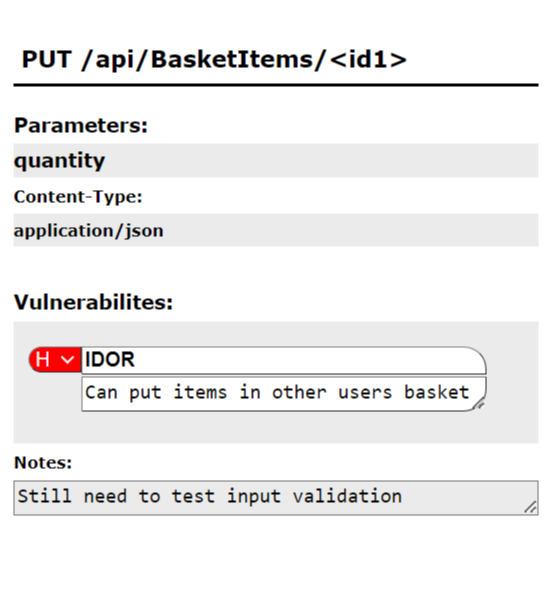 PUT /api/BasketItems/<id1>
Parameters:
quantity
Content-Type:
application/json
Vulnerabilites:
H IDOR
Can put items in other users basket
Notes:
Still need to test input validation